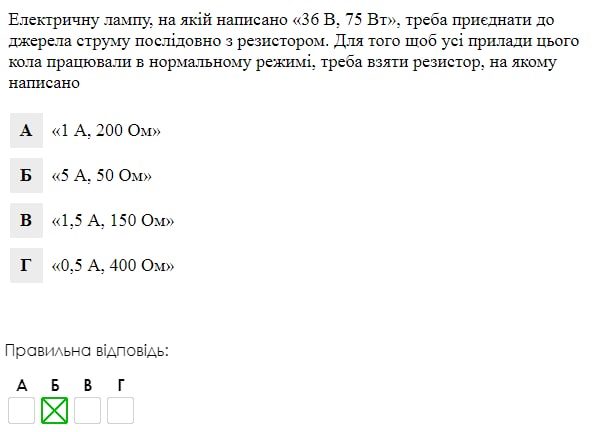 Електричну лампу, на якій написано «36 В, 75 Вт», треба приєднати до
джерела струму послідовно з резистором. Для того щоб усі прилади цього
кола працювали в нормальному режимі, треба взяти резистор, на якому
написано
А «1 А, 200 Ом»
Б «5 А, 50 Ом»
В «1,5 А, 150 Ом»
Г «0,5 А, 400 Ом»
Правильна відповідь:
А Б В Г